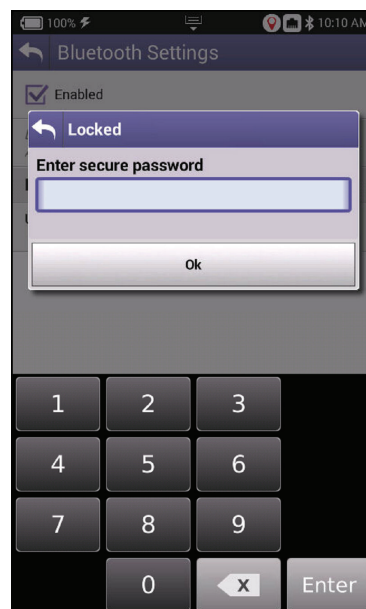 100% 10:10 AM
Bluetooth Settings
Enabled
Locked
Enter secure password
Ok
1 2 3
4 5 6
7 8 9
0 X Enter